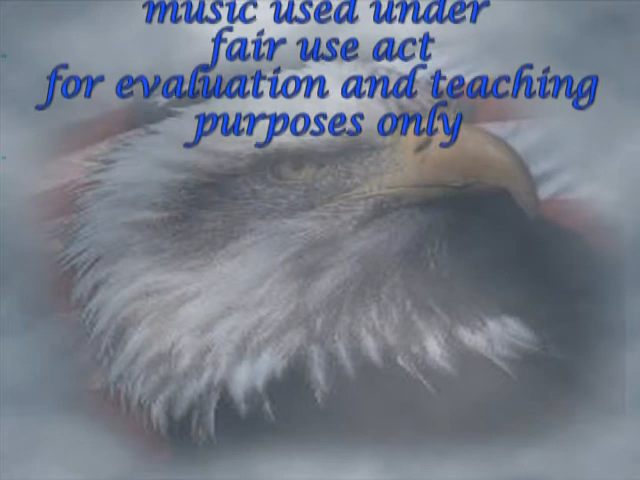 music used under
fair use act
for evaluation and teaching
purposes only